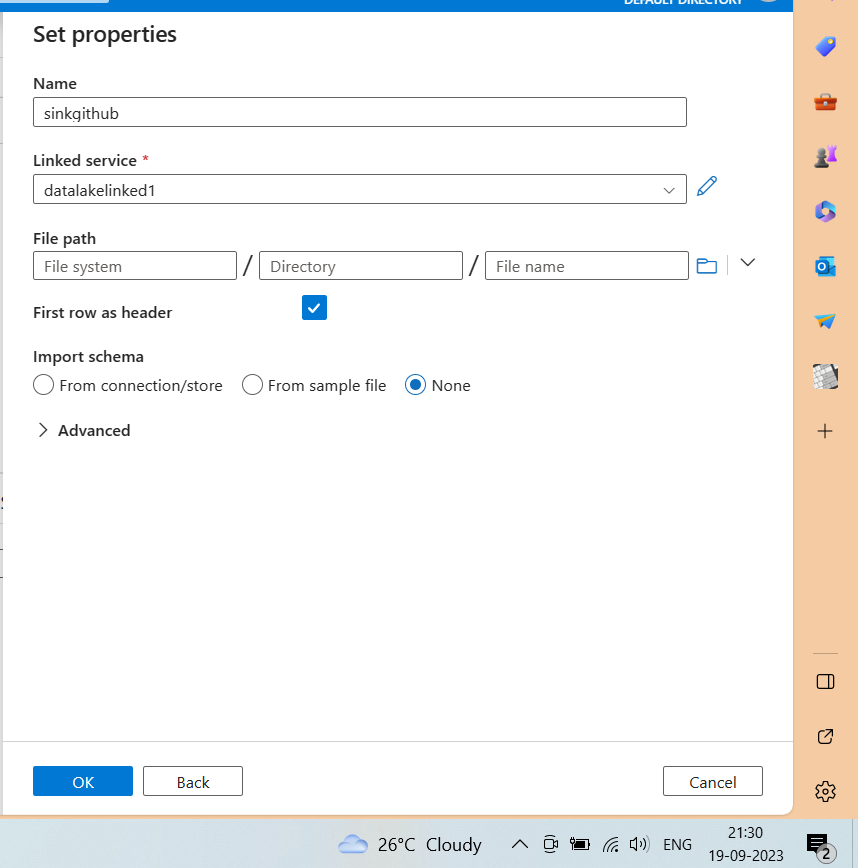 DEFAULT DIRECTORY
Set properties
Name
sinkgithub
Linked service *
datalakelinked1
File path
File system / Directory / File name
First row as header
Import schema
From connection/store From sample file None
Advanced
OK Back Cancel
26°C Cloudy ENG 21:30
19-09-2023 2